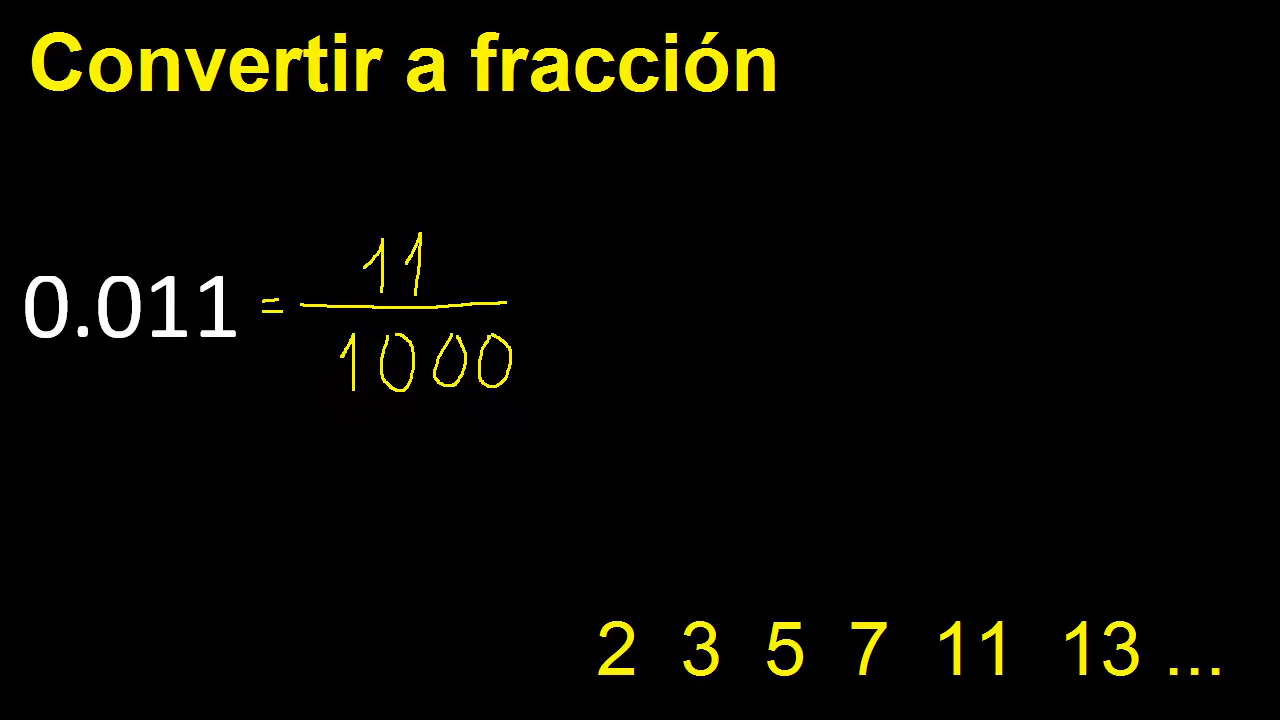 Convertir a fracción
11
0.011 =
1000
2 3 5 7 11 13 ...